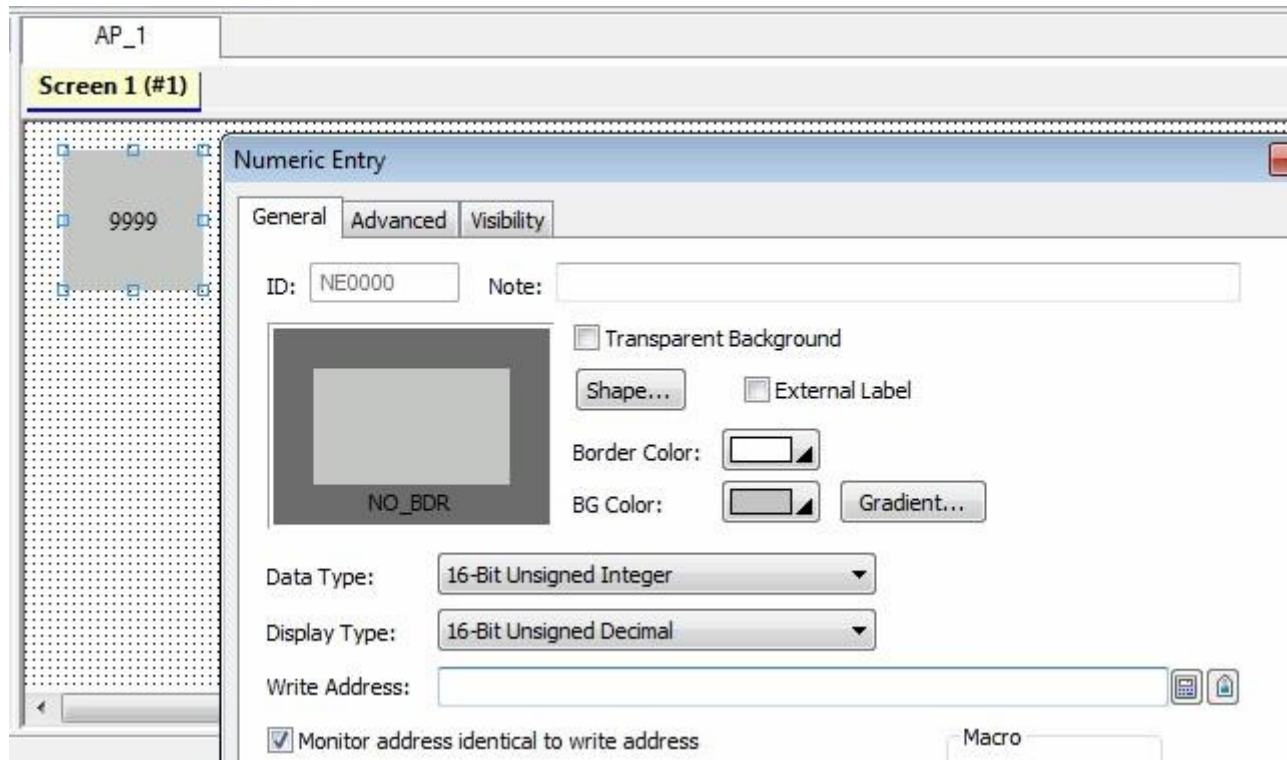 AP_1
Screen 1 (#1)
9999
Numeric Entry
General Advanced Visibility
ID: NE0000 Note:
Transparent Background
Shape... External Label
Border Color:
NO_BDR BG Color: Gradient...
Data Type: 16-Bit Unsigned Integer
Display Type: 16-Bit Unsigned Decimal
Write Address:
Monitor address identical to write address Macro